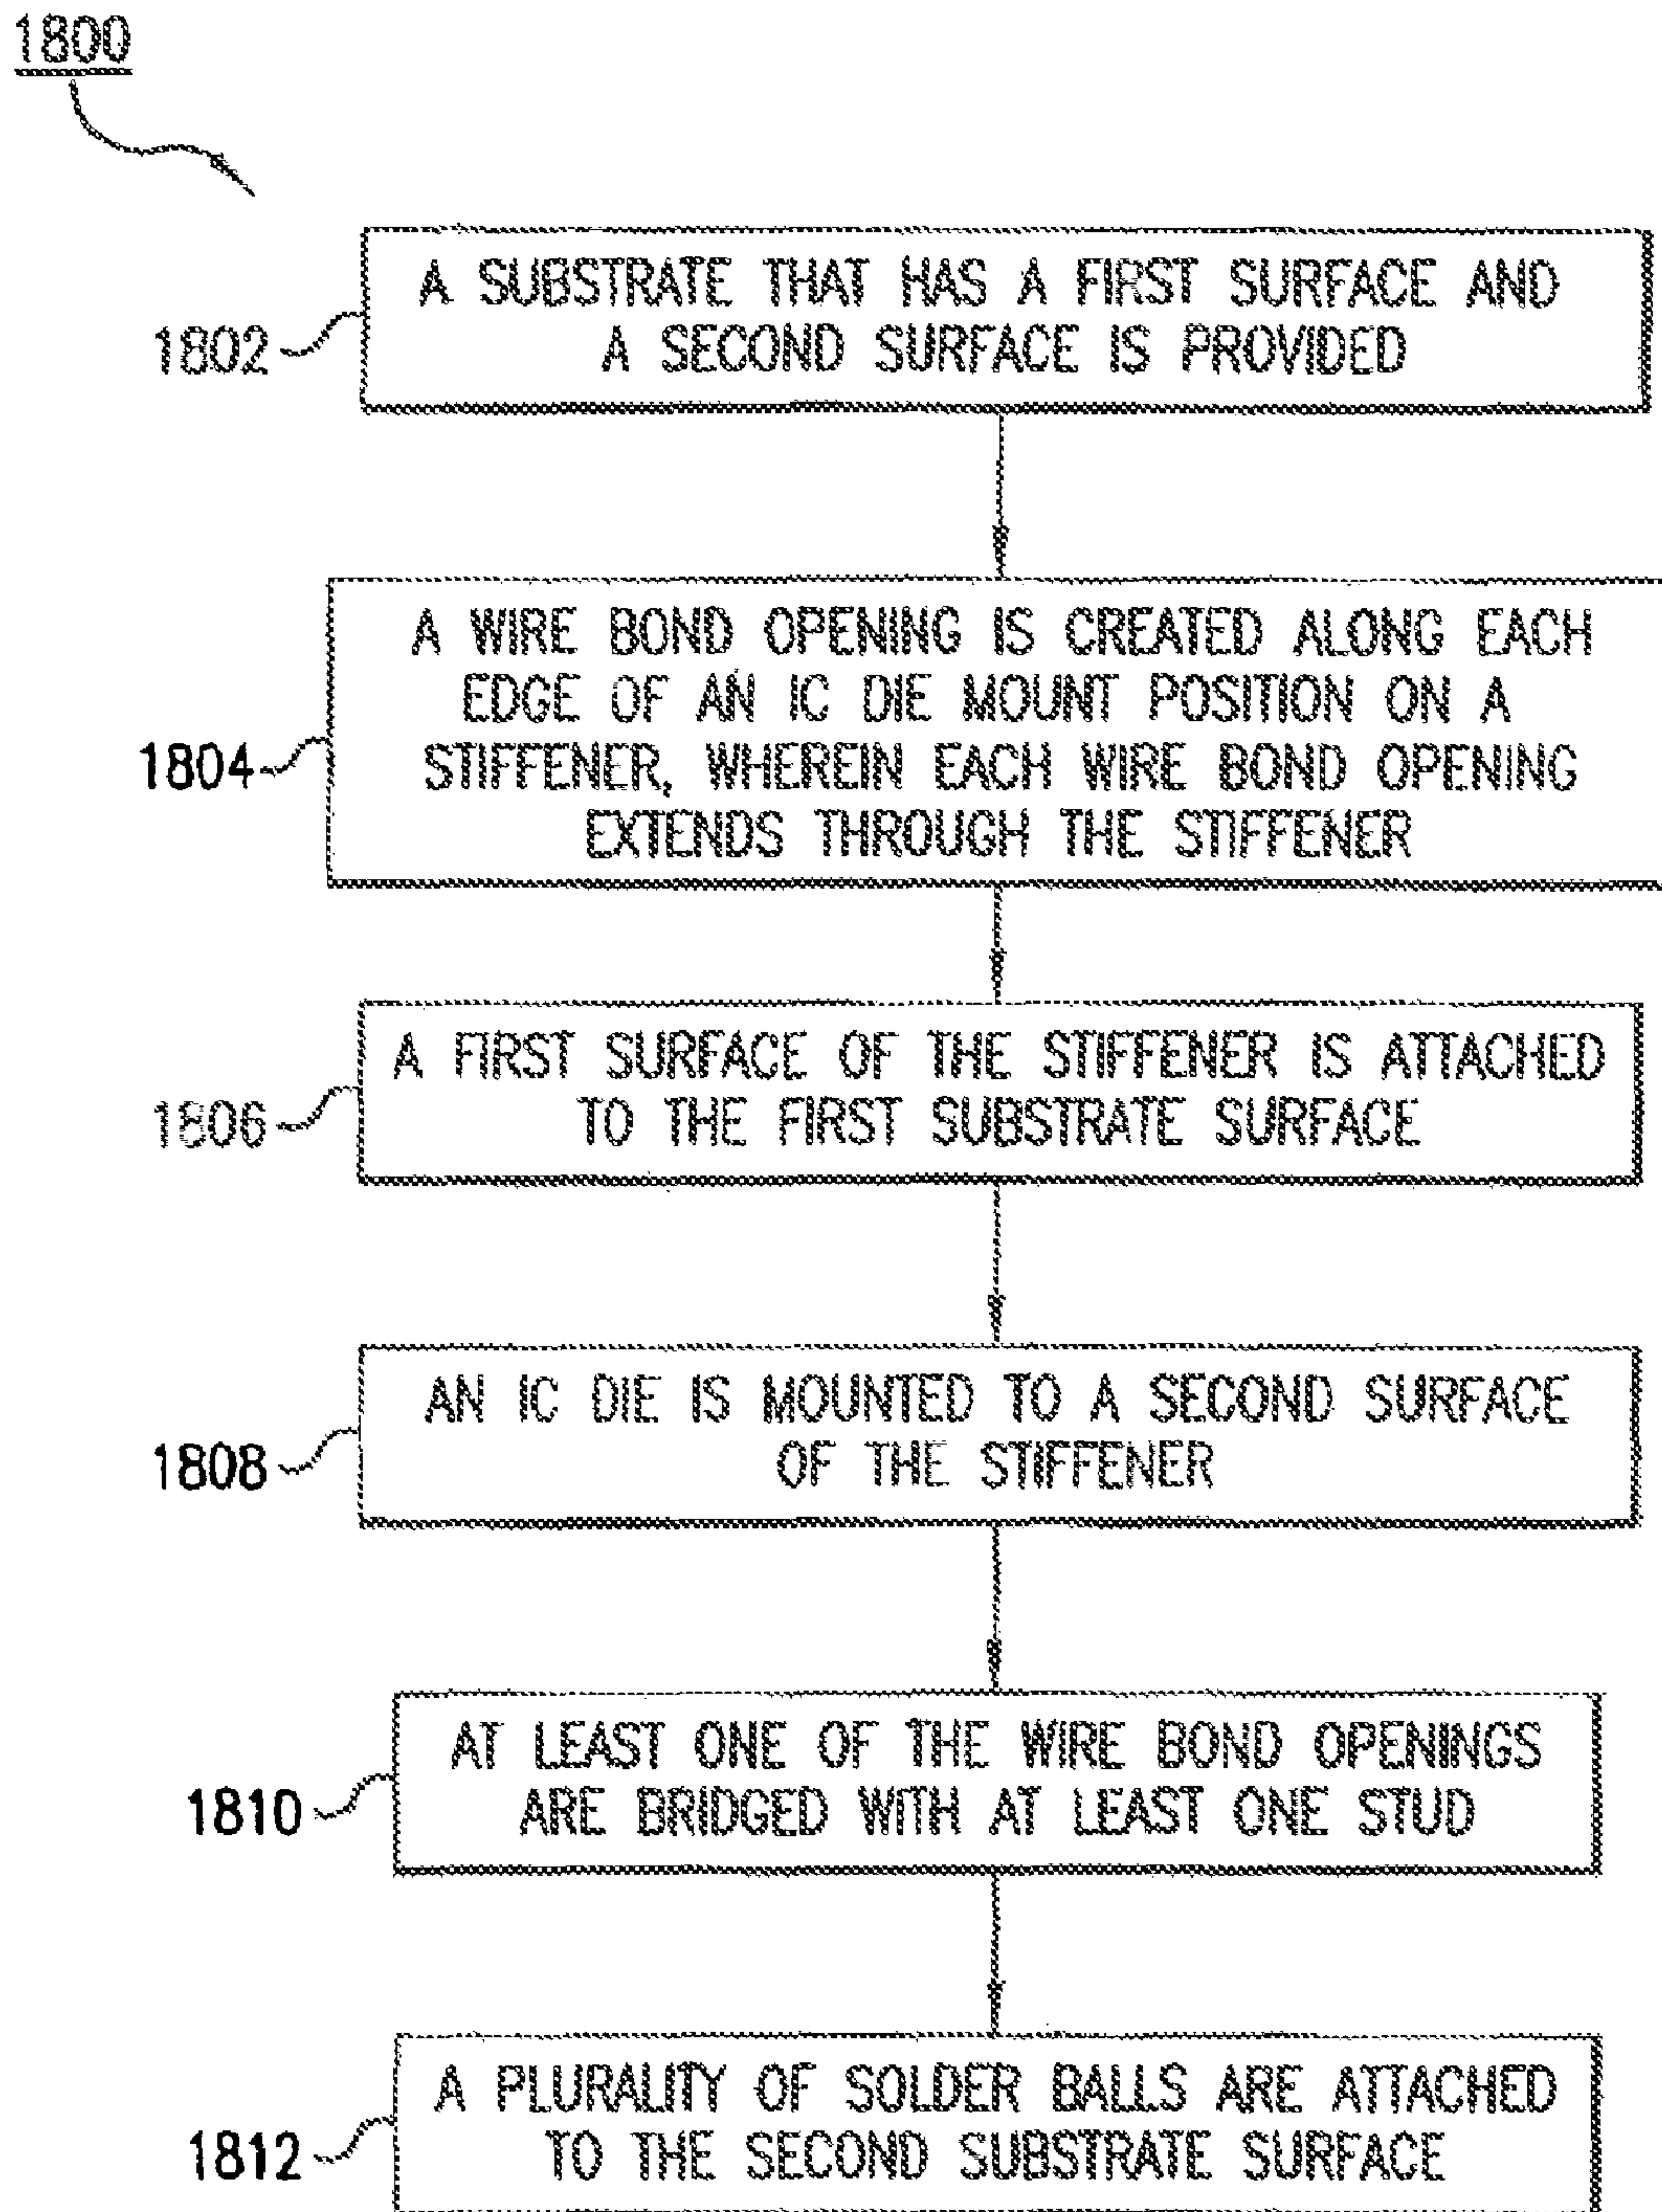 1800
A SUBSTRATE THAT HAS A FIRST SURFACE AND
A SECOND SURFACE IS PROVIDED
1802
A WIRE BOND OPENING IS CREATED ALONG EACH
EDGE OF AN IC DIE MOUNT POSITION ON A
STIFFENER, WHEREIN EACH WIRE BOND OPENING
EXTENDS THROUGH THE STIFFENER
1804
A FIRST SURFACE OF THE STIFFENER IS ATTACHED
TO THE FIRST SUBSTRATE SURFACE
1806
AN IC DIE IS MOUNTED TO A SECOND SURFACE
OF THE STIFFENER
1808
AT LEAST ONE OF THE WIRE BOND OPENINGS
ARE BRIDGED WITH AT LEAST ONE STUD
1810
A PLURALITY OF SOLDER BALLS ARE ATTACHED
TO THE SECOND SUBSTRATE SURFACE
1812